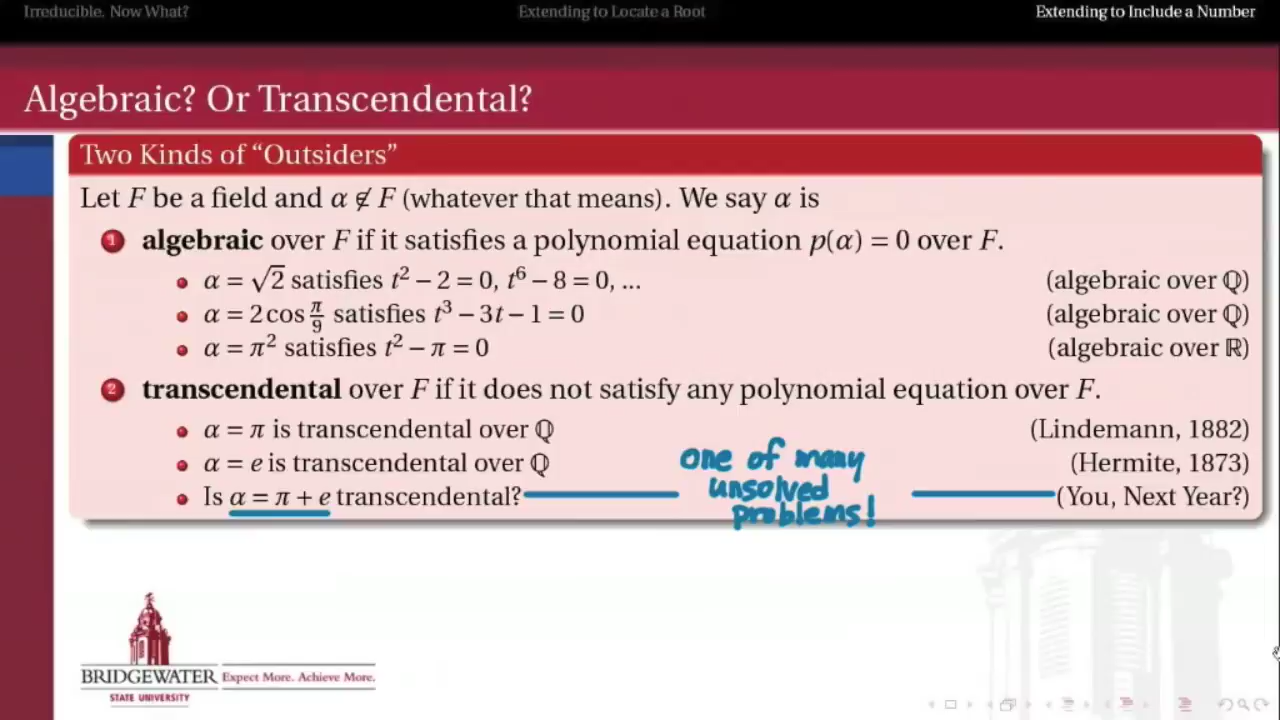 Irreducible. Now What? Extending to Locate a Root Extending to Include a Number
Algebraic? Or Transcendental?
Two Kinds of “Outsiders”
Let F be a field and α ∉ F (whatever that means). We say α is
1 algebraic over F if it satisfies a polynomial equation p(α) = 0 over F.
• α = √2 satisfies t² − 2 = 0, t⁶ − 8 = 0, ... (algebraic over ℚ)
• α = 2 cos π/9 satisfies t³ − 3t − 1 = 0 (algebraic over ℚ)
• α = π² satisfies t² − π = 0 (algebraic over ℝ)
2 transcendental over F if it does not satisfy any polynomial equation over F.
• α = π is transcendental over ℚ (Lindemann, 1882)
• α = e is transcendental over ℚ (Hermite, 1873)
• Is α = π + e transcendental? (You, Next Year?)
one of many
unsolved
problems!
BRIDGEWATER
STATE UNIVERSITY
Expect More. Achieve More.